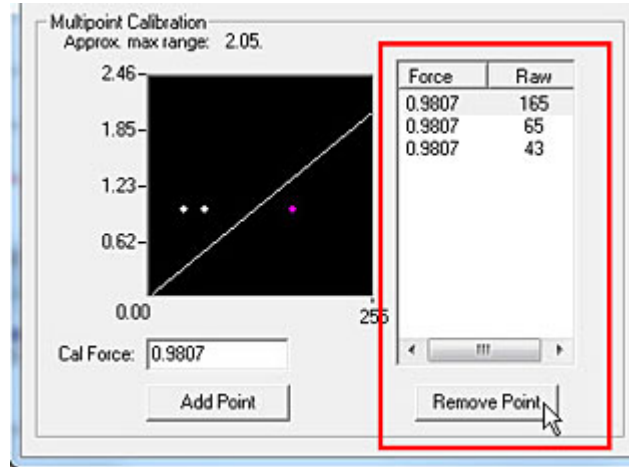 Multipoint Calibration
Approx. max range: 2.05.
2.46
1.85
1.23
0.62
0.00
255
Cal Force: 0.9807
Add Point
Force Raw
0.9807 165
0.9807 65
0.9807 43
Remove Point